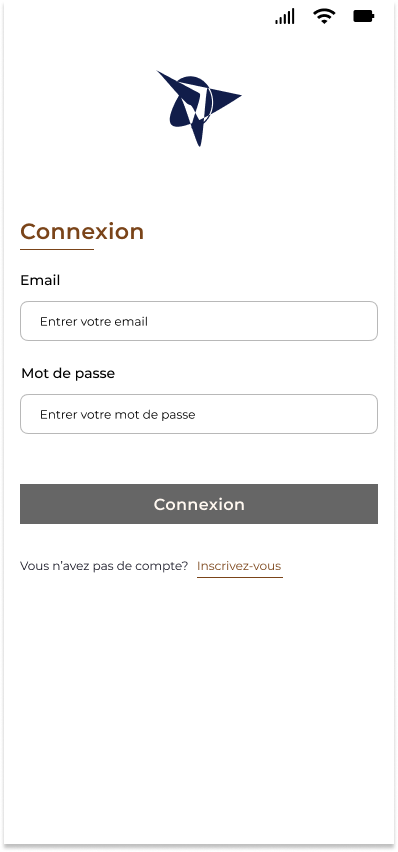 Connexion
Email
Entrer votre email
Mot de passe
Entrer votre mot de passe
Connexion
Vous n’avez pas de compte? Inscrivez-vous